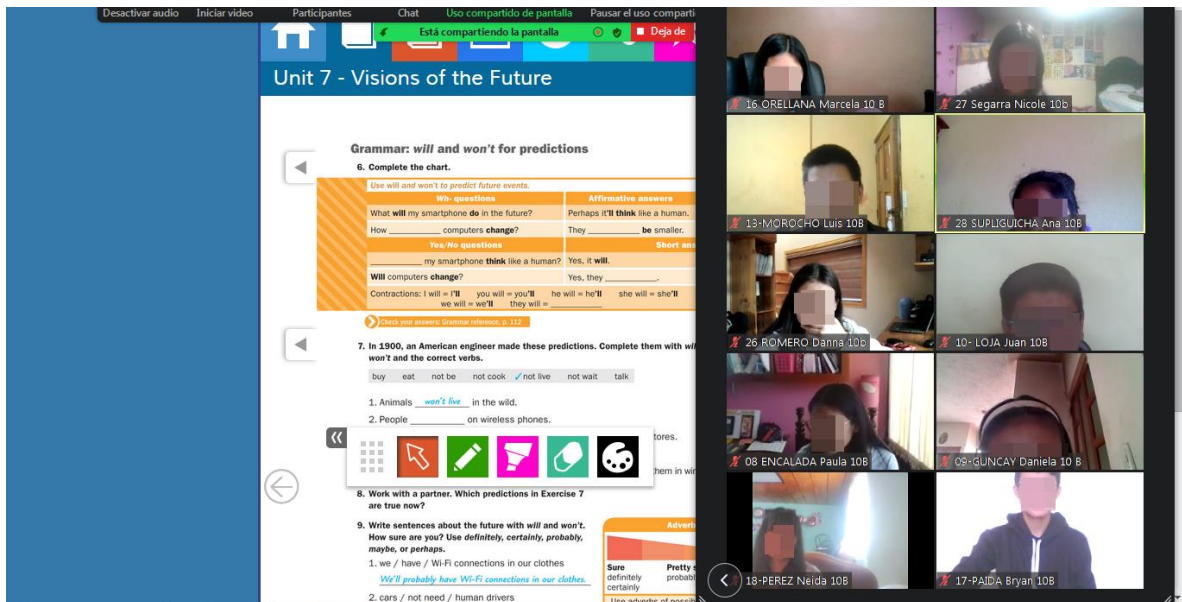 Desactivar audio Iniciar video Participantes Chat Uso compartido de pantalla Pausar el uso comparti
Está compartiendo la pantalla Deja de
Unit 7 - Visions of the Future
Grammar: will and won't for predictions
6. Complete the chart.
Use will and won't to predict future events.
Wh- questions Affirmative answers
What will my smartphone do in the future? Perhaps it'll think like a human.
How __________ computers change? They __________ be smaller.
Yes/No questions Short ans
__________ my smartphone think like a human? Yes, it will.
Will computers change? Yes, they __________.
Contractions: I will = I'll you will = you'll he will = he'll she will = she'll
we will = we'll they will = __________
Check your answers: Grammar reference, p. 112
7. In 1900, an American engineer made these predictions. Complete them with wil
won't and the correct verbs.
buy eat not be not cook ✓ not live not wait talk
1. Animals won't live in the wild.
2. People __________ on wireless phones.
tores.
hem in wir
8. Work with a partner. Which predictions in Exercise 7
are true now?
9. Write sentences about the future with will and won't.
How sure are you? Use definitely, certainly, probably,
maybe, or perhaps.
1. we / have / Wi-Fi connections in our clothes
We'll probably have Wi-Fi connections in our clothes.
2. cars / not need / human drivers
Adverb
Sure Pretty s
definitely probabl
certainly
Use adverbs of possib
16 ORELLANA Marcela 10 B
27 Segarra Nicole 10b
13-MOROCHO Luis 10B
28 SUPLIGUICHA Ana 10B
26 ROMERO Danna 10b
10- LOJA Juan 10B
08 ENCALADA Paula 10B
09-GUNCAY Daniela 10 B
18-PEREZ Neida 10B
17-PAIDA Bryan 10B